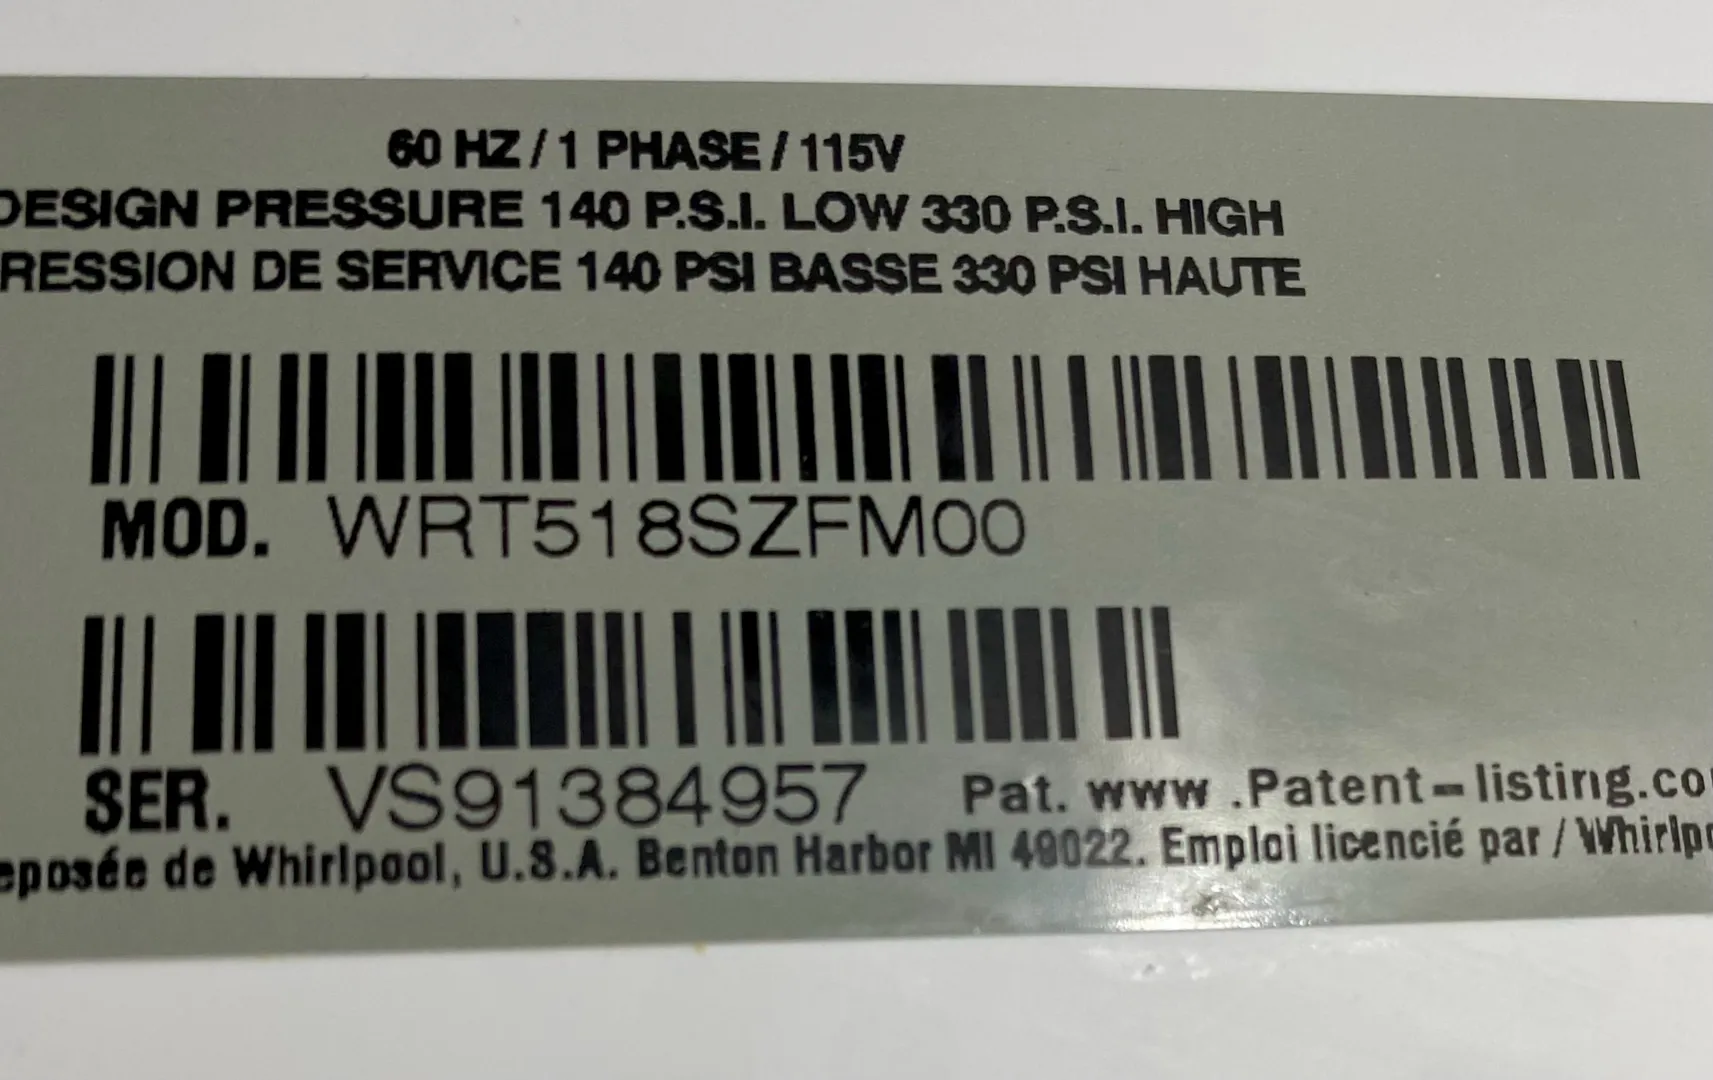 60 HZ / 1 PHASE / 115V
DESIGN PRESSURE 140 P.S.I. LOW 330 P.S.I. HIGH
RESSION DE SERVICE 140 PSI BASSE 330 PSI HAUTE
MOD. WRT518SZFM00
SER. VS91384957 Pat. www .Patent-listing.co
eposée de Whirlpool, U.S.A. Benton Harbor MI 49022. Emploi licencié par / Whirlpo